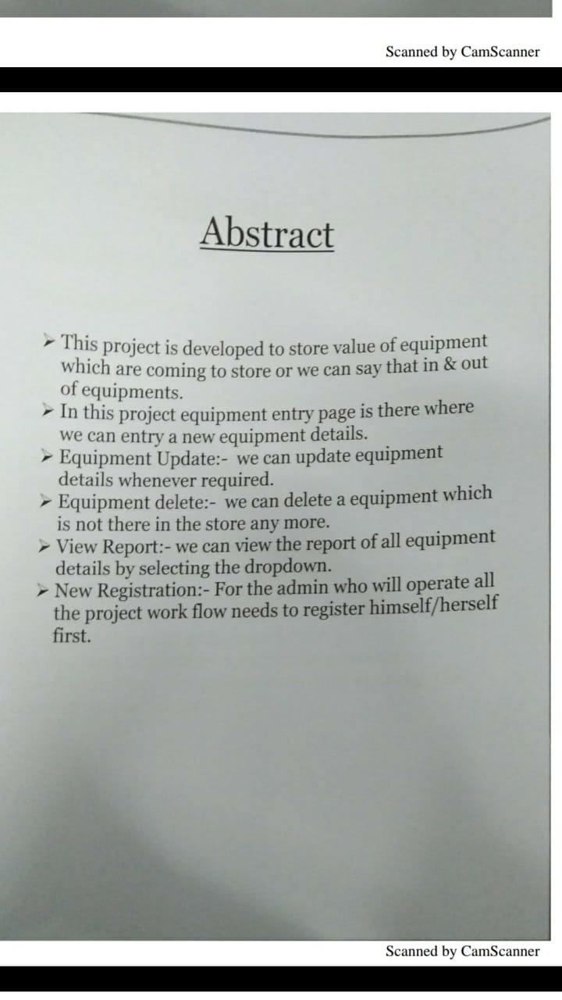 Scanned by CamScanner
Abstract
➤ This project is developed to store value of equipment
which are coming to store or we can say that in & out
of equipments.
➤ In this project equipment entry page is there where
we can entry a new equipment details.
➤ Equipment Update:- we can update equipment
details whenever required.
➤ Equipment delete:- we can delete a equipment which
is not there in the store any more.
➤ View Report:- we can view the report of all equipment
details by selecting the dropdown.
➤ New Registration:- For the admin who will operate all
the project work flow needs to register himself/herself
first.
Scanned by CamScanner